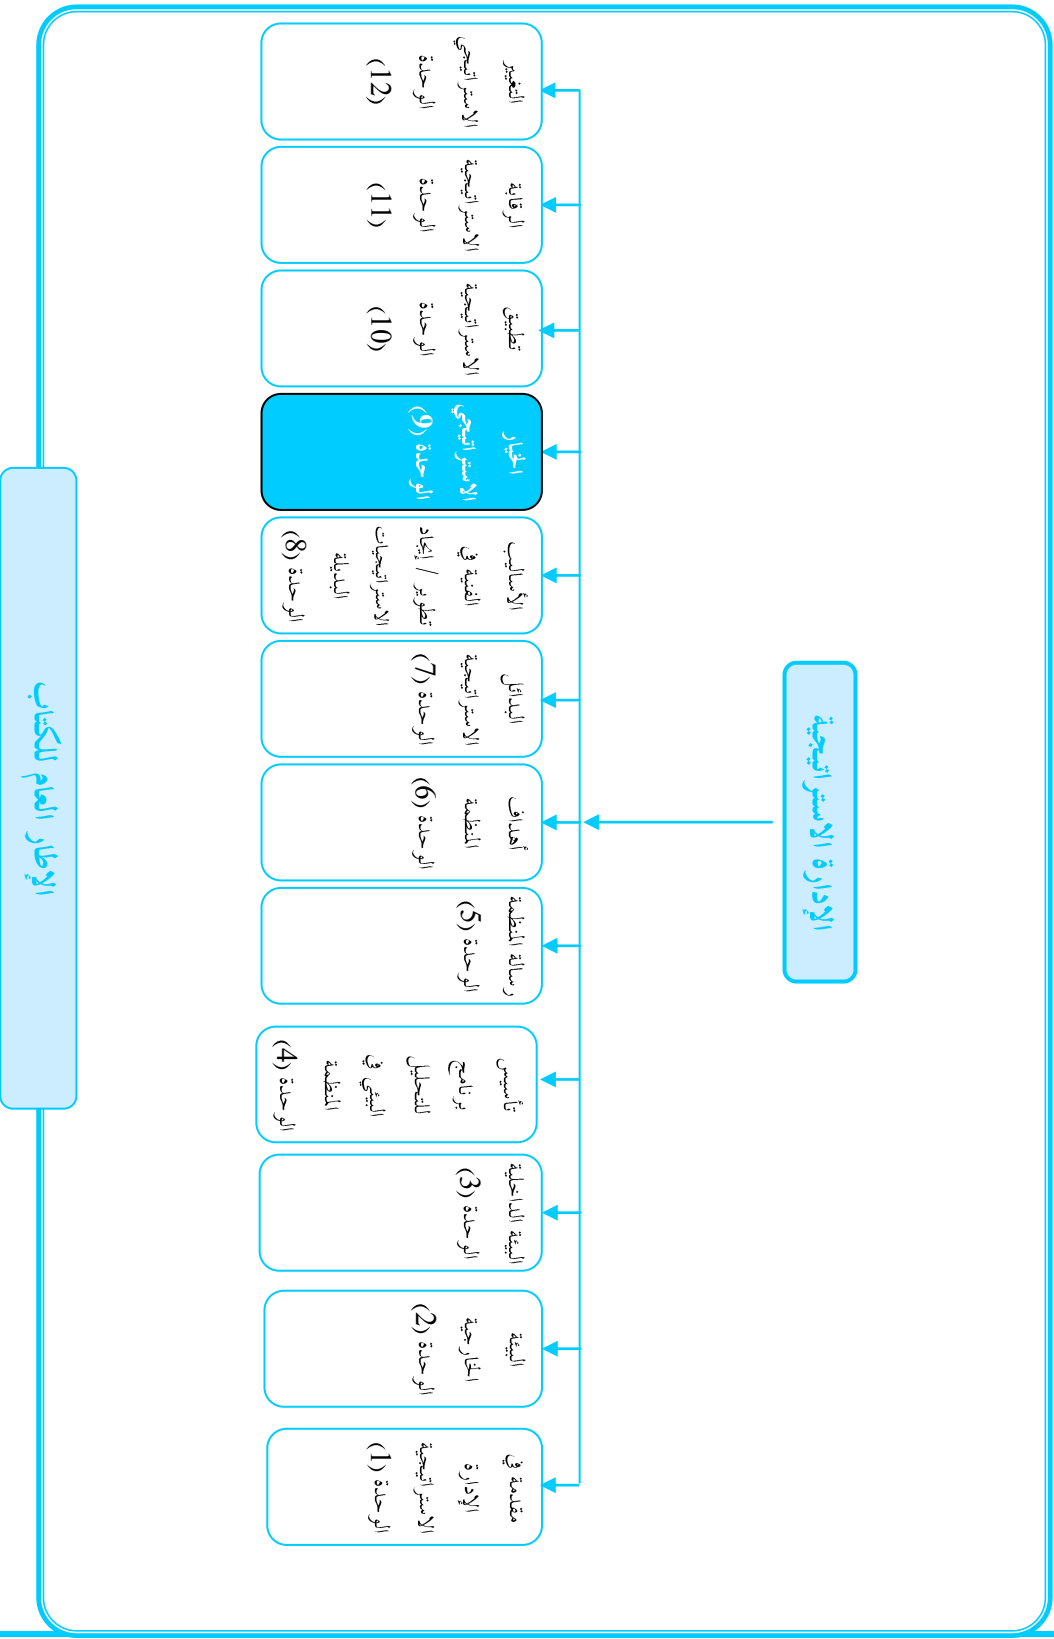 الإطار العام للكتاب
الإدارة الاستراتيجية
مقدمة في
الإدارة
الاستراتيجية
الوحدة (1)
البيئة
الخارجية
الوحدة (2)
البيئة الداخلية
الوحدة (3)
تأسيس
برنامج
للتحليل
البيئي في
المنظمة
الوحدة (4)
رسالة المنظمة
الوحدة (5)
أهداف
المنظمة
الوحدة (6)
البدائل
الاستراتيجية
الوحدة (7)
الأساليب
الفنية في
تطوير / إيجاد
الاستراتيجيات
البديلة
الوحدة (8)
الخيار
الاستراتيجي
الوحدة (9)
تطبيق
الاستراتيجية
الوحدة
(10)
الرقابة
الاستراتيجية
الوحدة
(11)
التغيير
الاستراتيجي
الوحدة
(12)